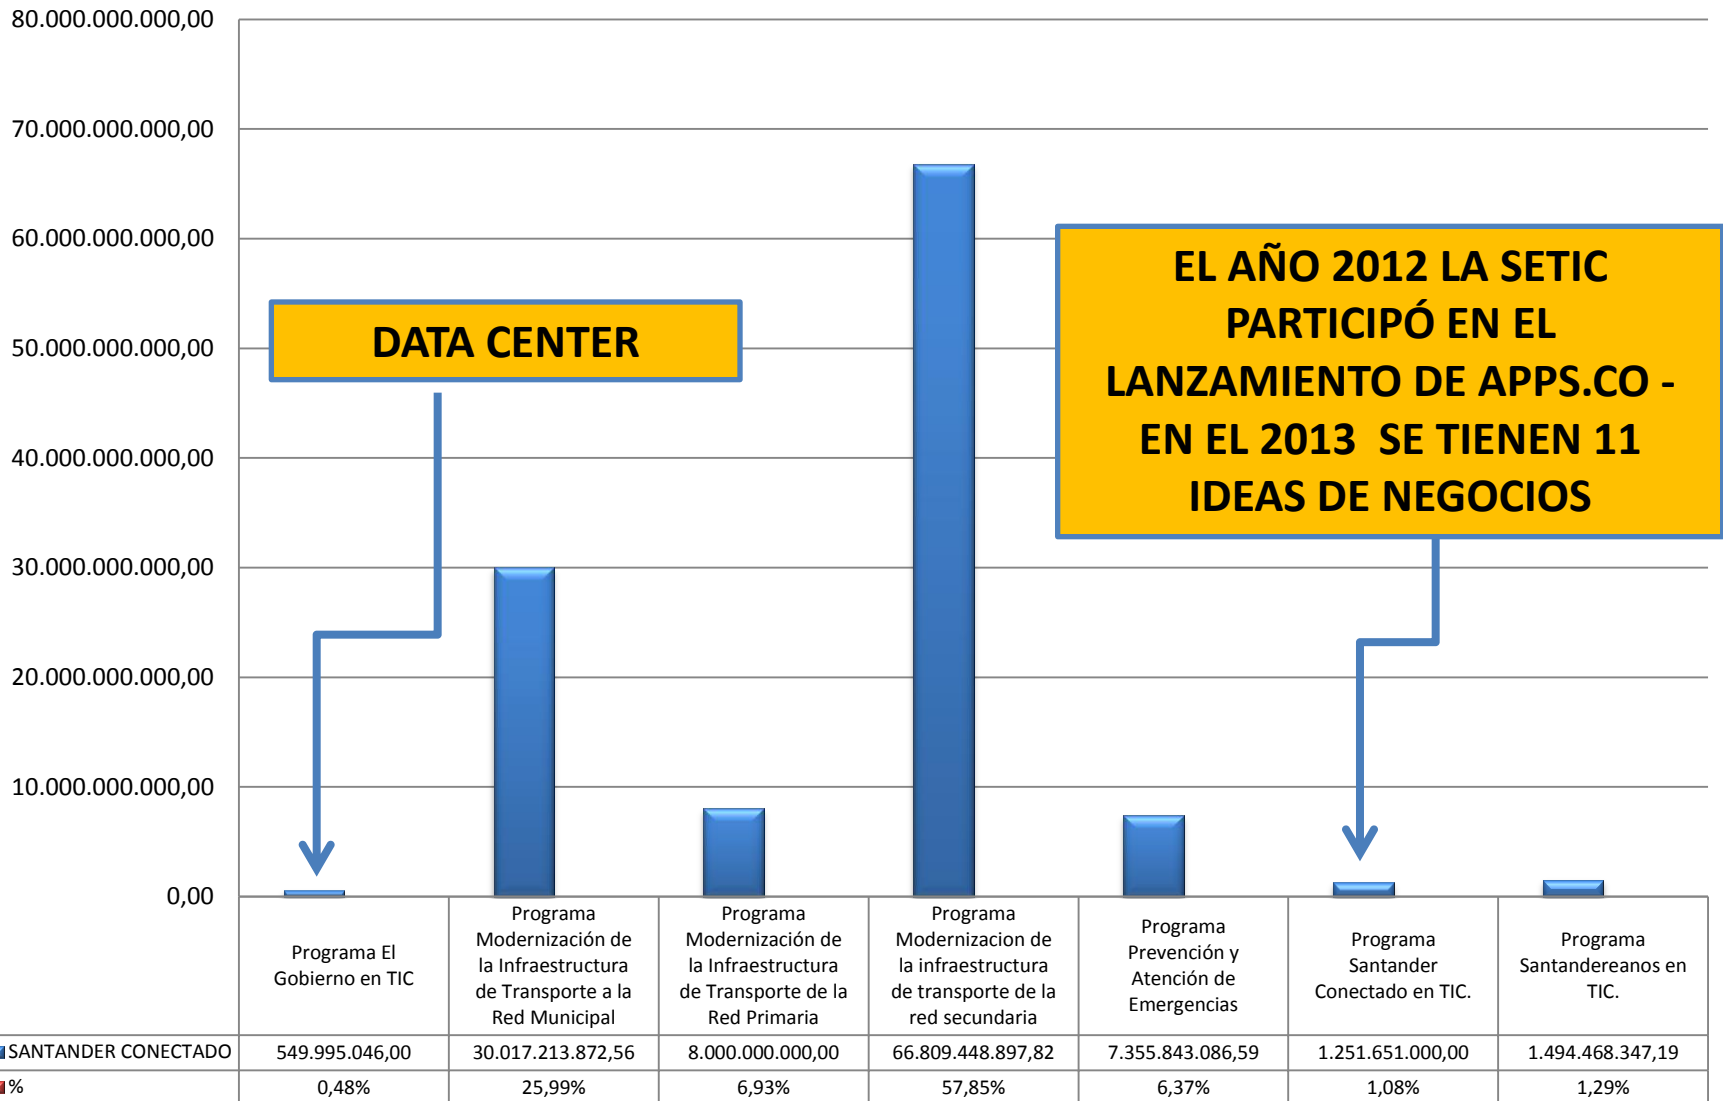 80.000.000.000,00
70.000.000.000,00
60.000.000.000,00
50.000.000.000,00
40.000.000.000,00
30.000.000.000,00
20.000.000.000,00
10.000.000.000,00
0,00
DATA CENTER
EL AÑO 2012 LA SETIC
PARTICIPÓ EN EL
LANZAMIENTO DE APPS.CO -
EN EL 2013 SE TIENEN 11
IDEAS DE NEGOCIOS
Programa El
Gobierno en TIC
Programa
Modernización de
la Infraestructura
de Transporte a la
Red Municipal
Programa
Modernización de
la Infraestructura
de Transporte de la
Red Primaria
Programa
Modernizacion de
la infraestructura
de transporte de la
red secundaria
Programa
Prevención y
Atención de
Emergencias
Programa
Santander
Conectado en TIC.
Programa
Santandereanos en
TIC.
SANTANDER CONECTADO 549.995.046,00 30.017.213.872,56 8.000.000.000,00 66.809.448.897,82 7.355.843.086,59 1.251.651.000,00 1.494.468.347,19
% 0,48% 25,99% 6,93% 57,85% 6,37% 1,08% 1,29%